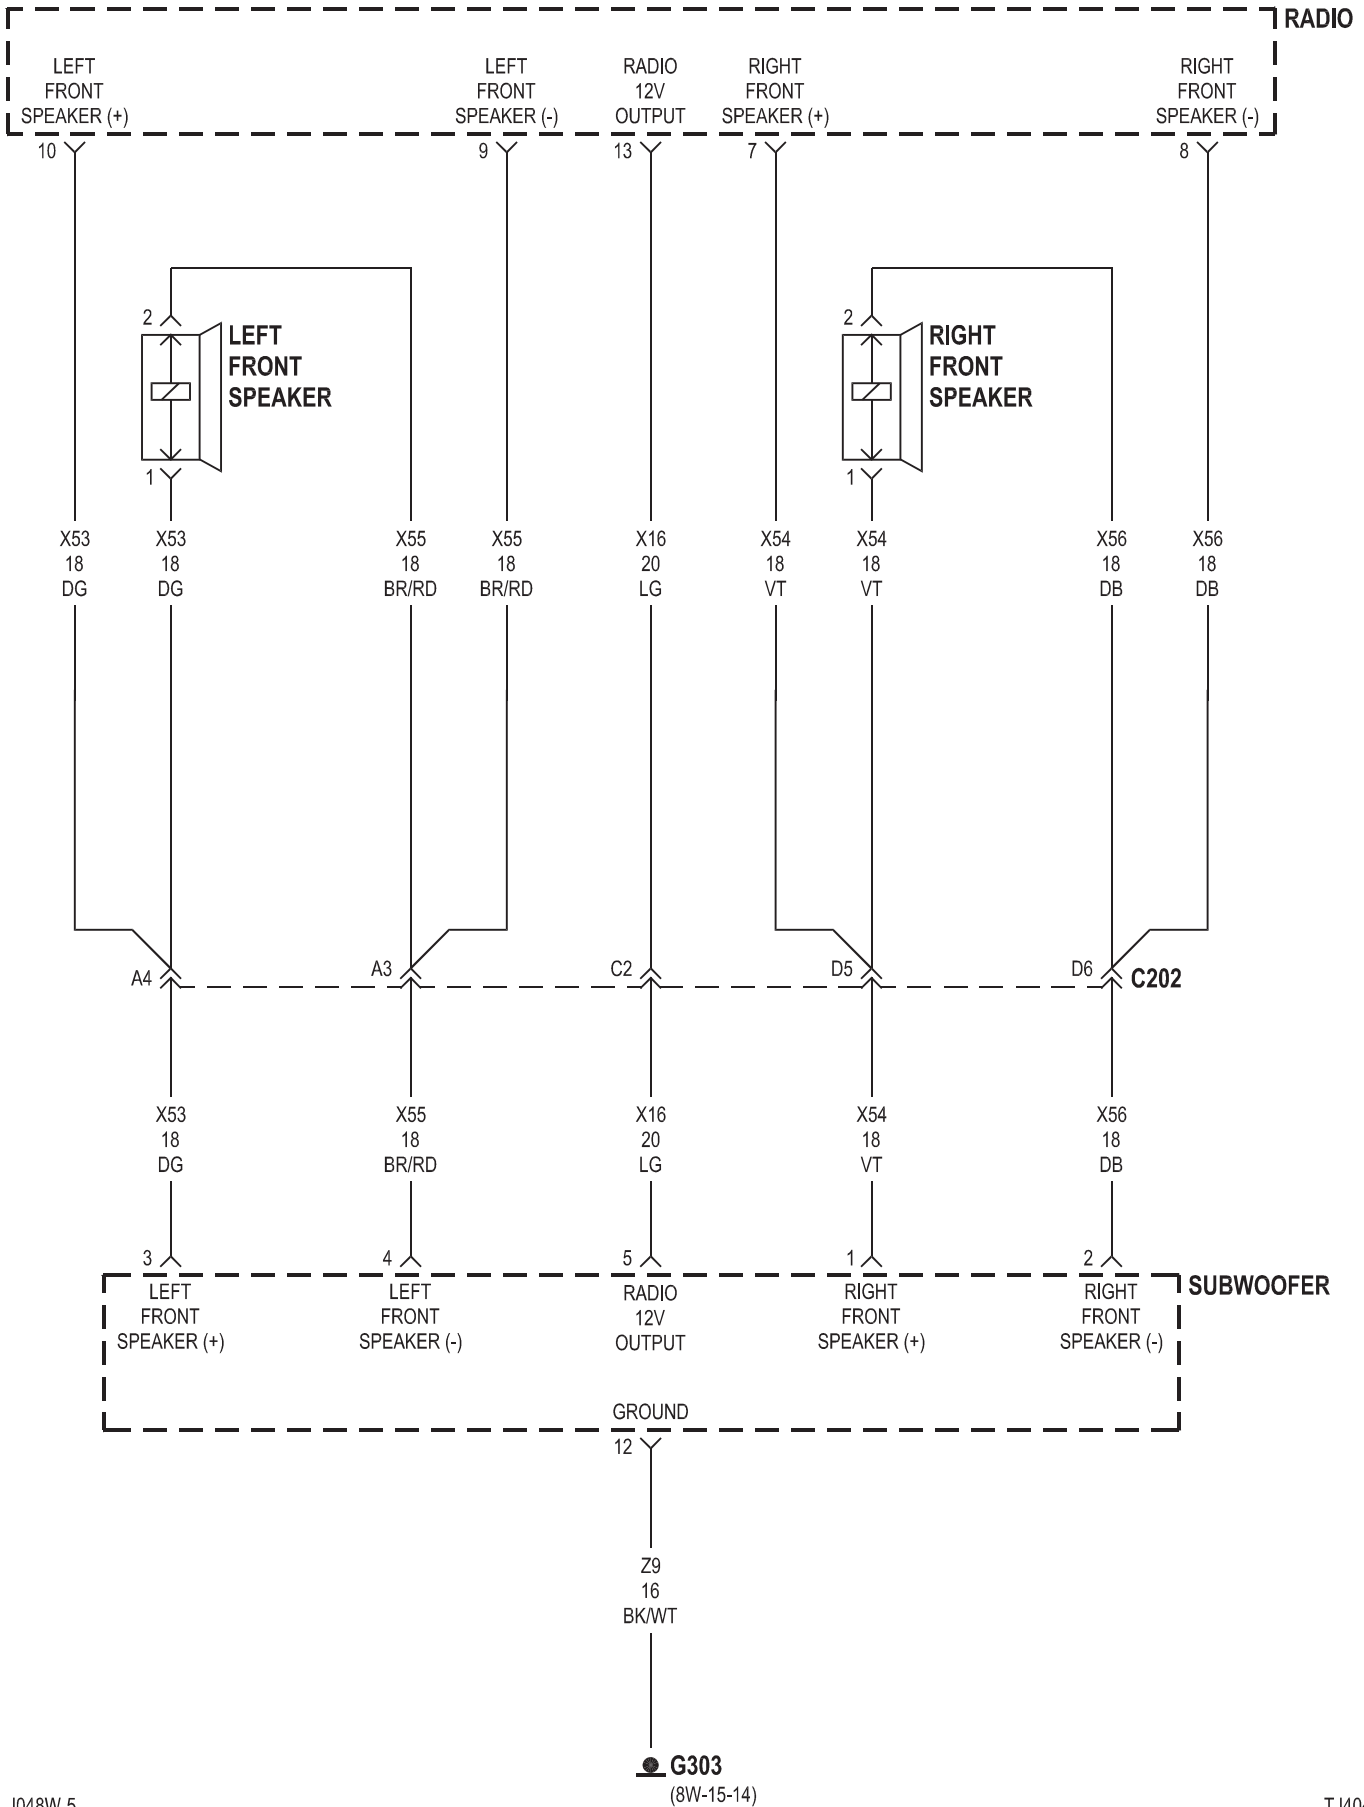 RADIO
LEFT
FRONT
SPEAKER (+)
LEFT
FRONT
SPEAKER (-)
RADIO
12V
OUTPUT
RIGHT
FRONT
SPEAKER (+)
RIGHT
FRONT
SPEAKER (-)
10
9
13
7
8
2
LEFT
FRONT
SPEAKER
1
2
RIGHT
FRONT
SPEAKER
1
X53
18
DG
X53
18
DG
X55
18
BR/RD
X55
18
BR/RD
X16
20
LG
X54
18
VT
X54
18
VT
X56
18
DB
X56
18
DB
A4
A3
C2
D5
D6
C202
X53
18
DG
X55
18
BR/RD
X16
20
LG
X54
18
VT
X56
18
DB
3
4
5
1
2
SUBWOOFER
LEFT
FRONT
SPEAKER (+)
LEFT
FRONT
SPEAKER (-)
RADIO
12V
OUTPUT
RIGHT
FRONT
SPEAKER (+)
RIGHT
FRONT
SPEAKER (-)
GROUND
12
Z9
16
BK/WT
G303
(8W-15-14)